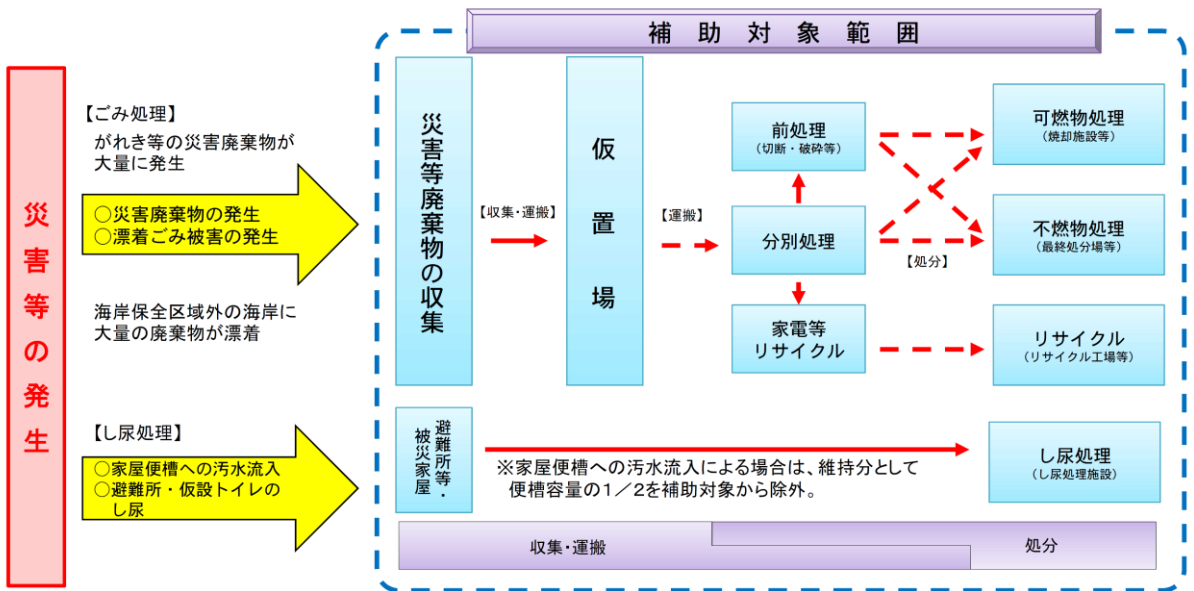 補助対象範囲
災害等の発生
【ごみ処理】
がれき等の災害廃棄物が
大量に発生
○災害廃棄物の発生
○漂着ごみ被害の発生
海岸保全区域外の海岸に
大量の廃棄物が漂着
災害等廃棄物の収集
【収集・運搬】
仮置場
【運搬】
前処理
(切断・破砕等)
分別処理
家電等
リサイクル
【処分】
可燃物処理
(焼却施設等)
不燃物処理
(最終処分場等)
リサイクル
(リサイクル工場等)
【し尿処理】
○家屋便槽への汚水流入
○避難所・仮設トイレの
し尿
避難所等・
被災家屋
※家屋便槽への汚水流入による場合は、維持分として
便槽容量の1/2を補助対象から除外。
し尿処理
(し尿処理施設)
収集・運搬
処分